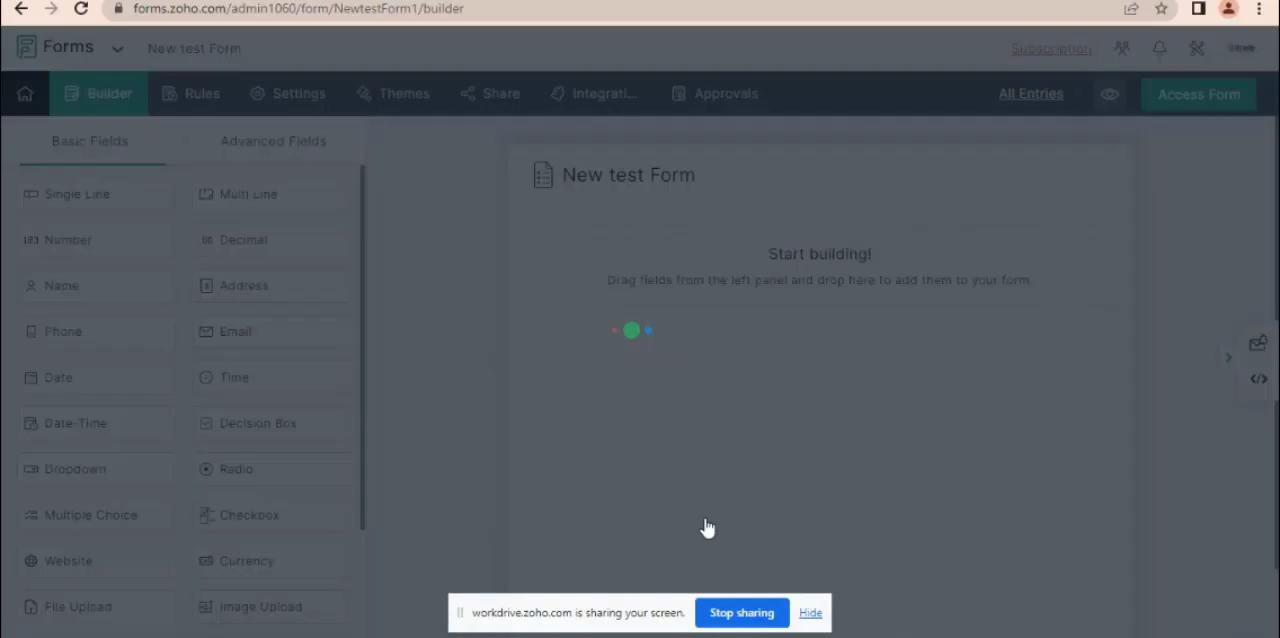 forms.zoho.com/admin1060/form/NewtestForm1/builder
Forms New test Form Subscription
Builder Rules Settings Themes Share Integrati... Approvals All Entries Access Form
Basic Fields Advanced Fields
New test Form
Single Line Multi Line
Number Decimal
Start building!
Drag fields from the left panel and drop here to add them to your form.
Name Address
Phone Email
Date Time
Date-Time Decision Box
Dropdown Radio
Multiple Choice Checkbox
Website Currency
File Upload Image Upload
workdrive.zoho.com is sharing your screen. Stop sharing Hide